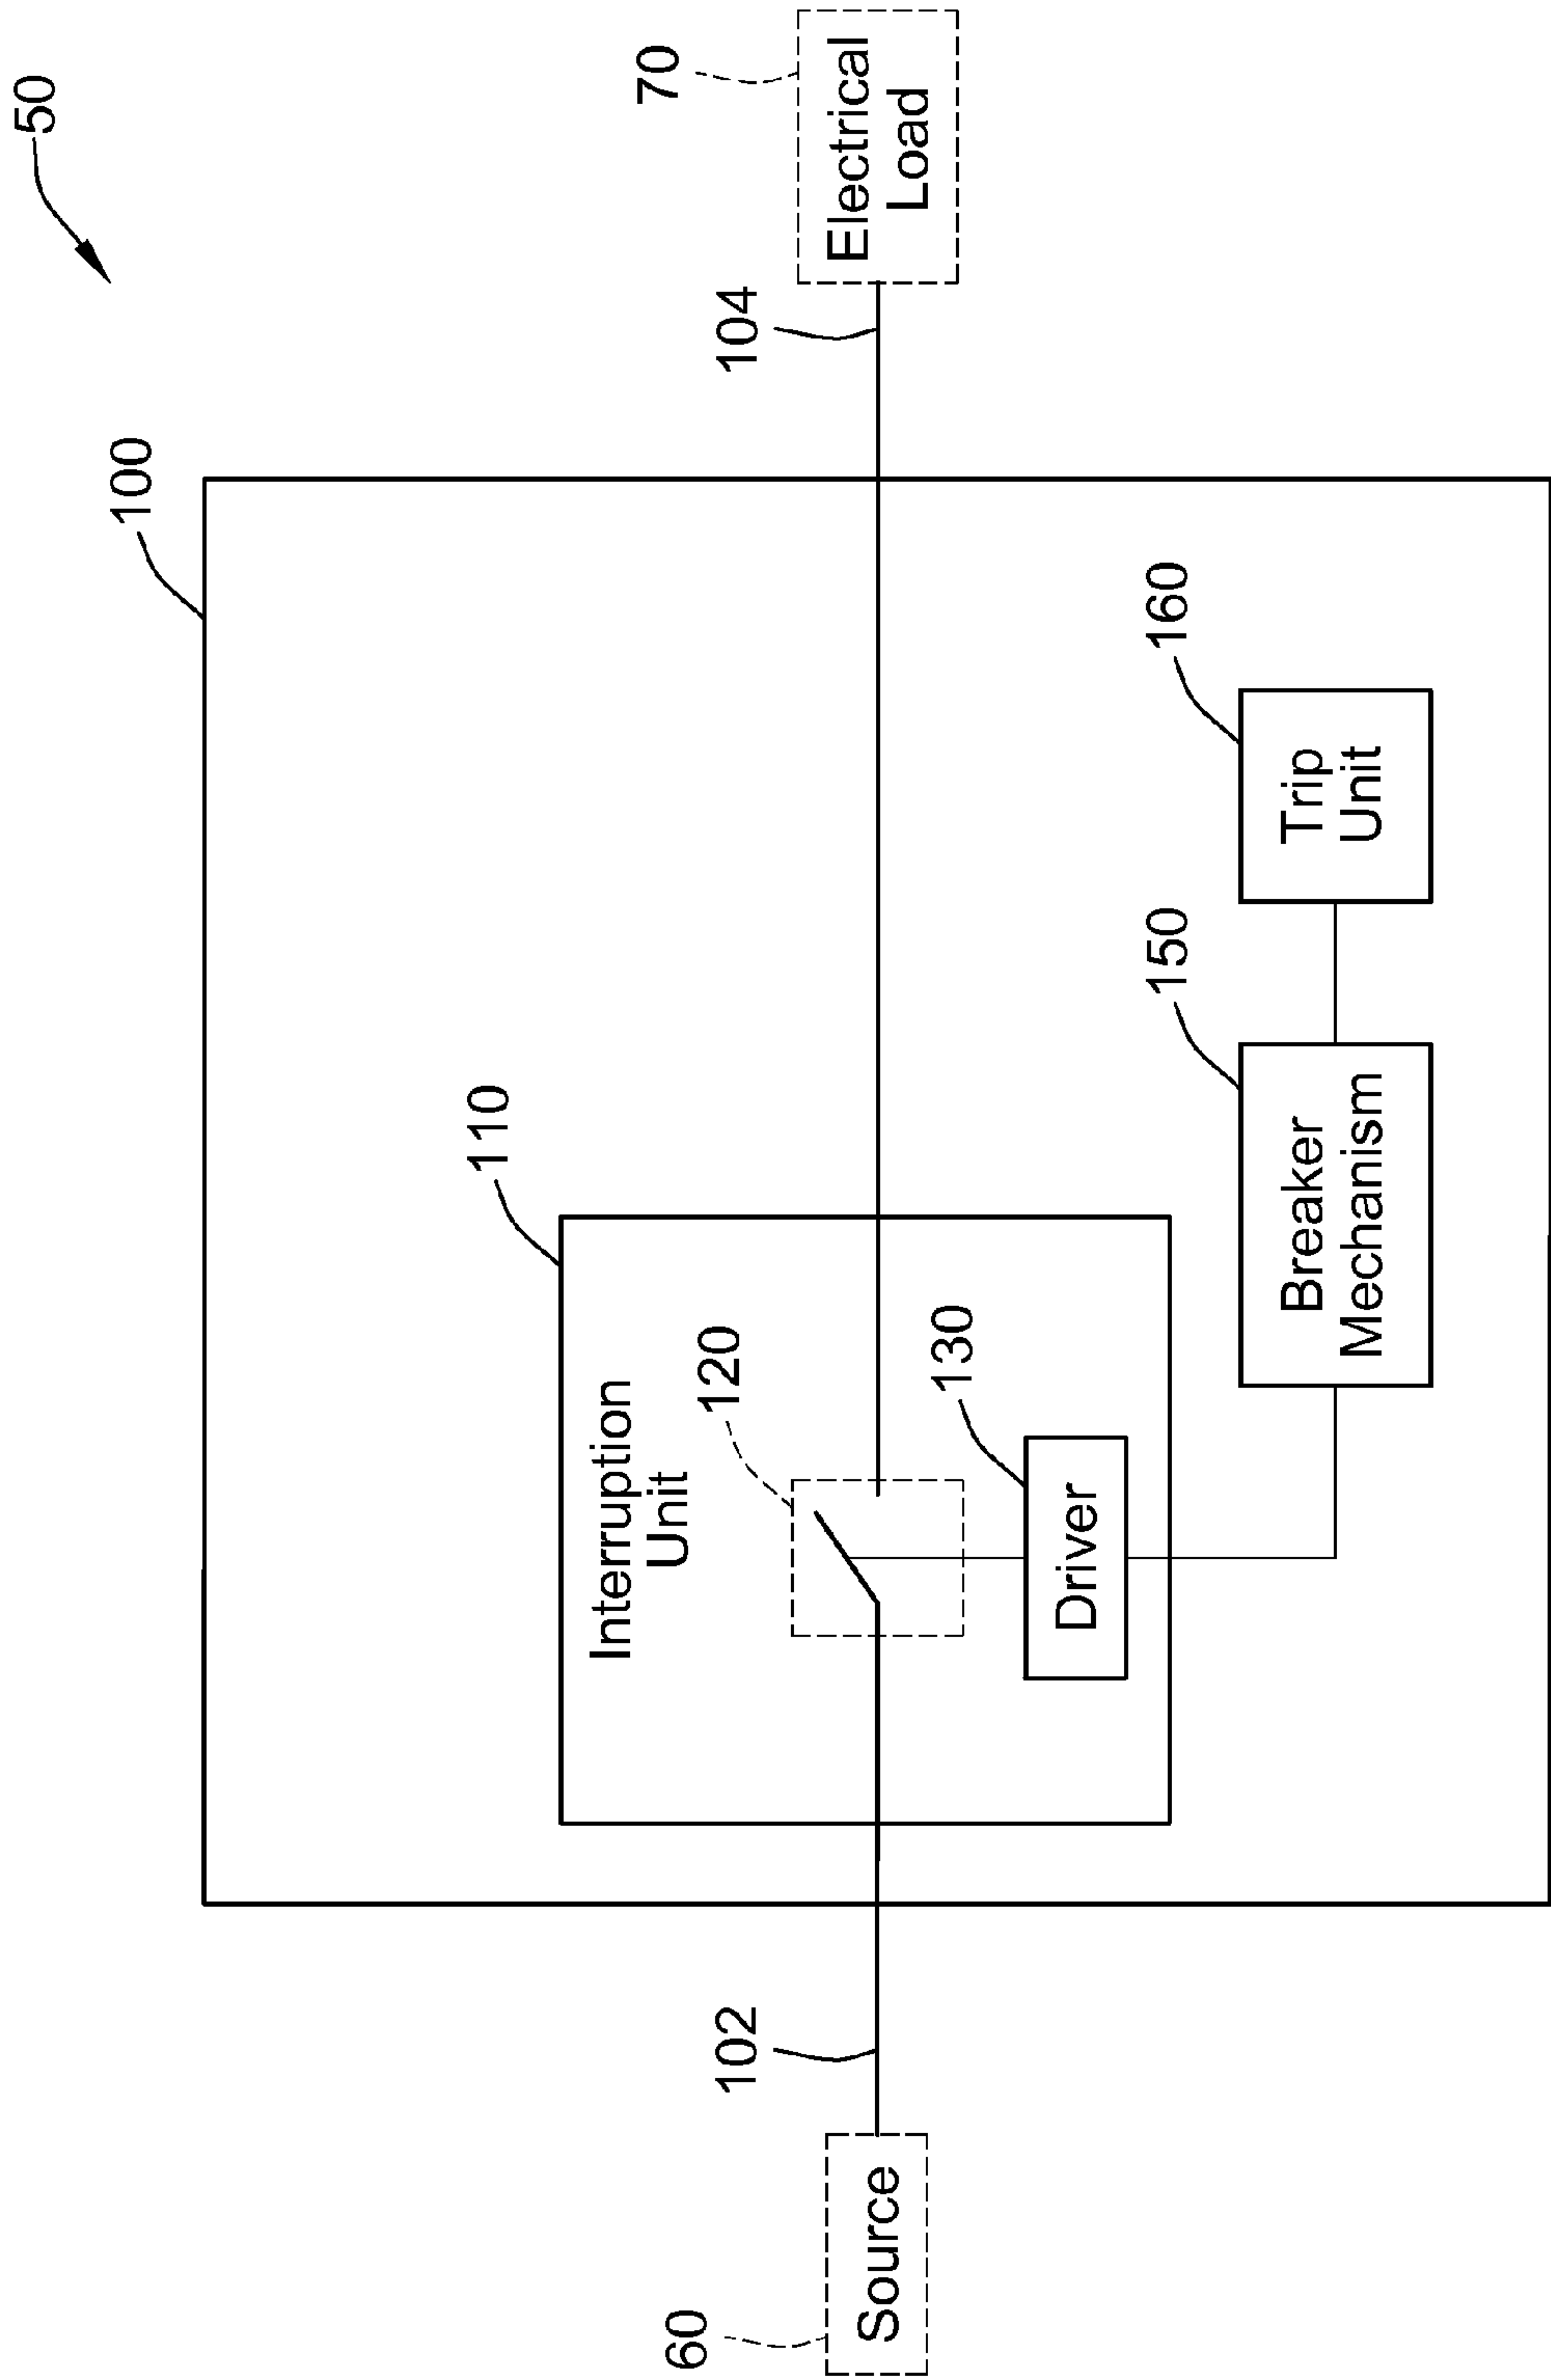 50
100
110
Interruption
Unit
120
130
Driver
150
Breaker
Mechanism
160
Trip
Unit
60
Source
102
104
70
Electrical
Load